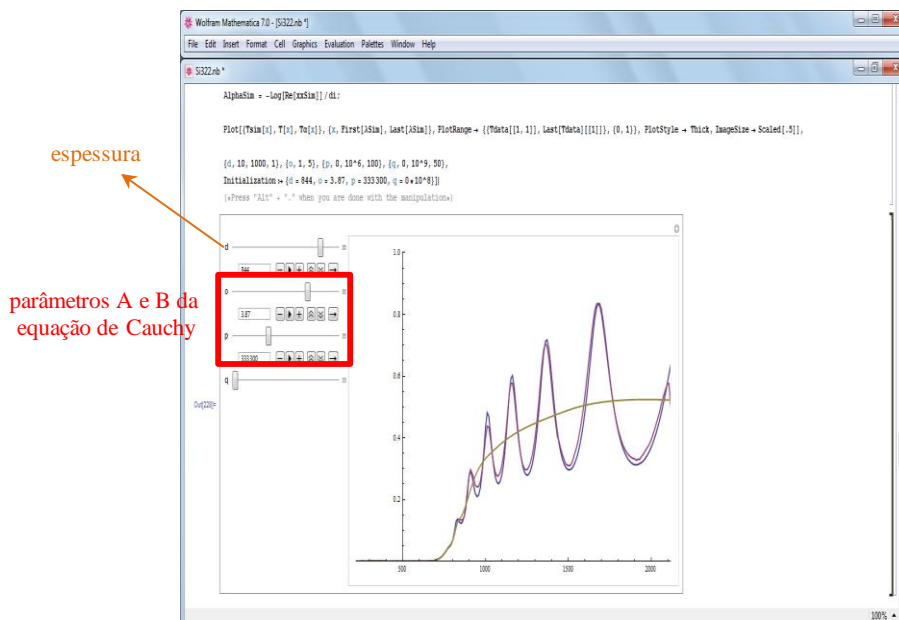 Wolfram Mathematica 7.0 - [Si322.nb *]
File Edit Insert Format Cell Graphics Evaluation Palettes Window Help
Si322.nb *
AlphaSim = -Log[Re[xxSim]] / di;
Plot[{Tsim[x], T[x], Tα[x]}, {x, First[λSim], Last[λSim]}, PlotRange → {{Tdata[[1, 1]], Last[Tdata][[1]]}, {0, 1}}, PlotStyle → Thick, ImageSize → Scaled[.5]],
{d, 10, 1000, 1}, {o, 1, 5}, {p, 0, 10^6, 100}, {q, 0, 10^9, 50},
Initialization :> {d = 844, o = 3.87, p = 333300, q = 0*10^8}]]
(*Press "Alt" + "." when you are done with the manipulation*)
espessura
parâmetros A e B da
equação de Cauchy
d
844
o
3.87
p
333300
q
Out[220]=
1.0
0.8
0.6
0.4
0.2
500 1000 1500 2000
100%